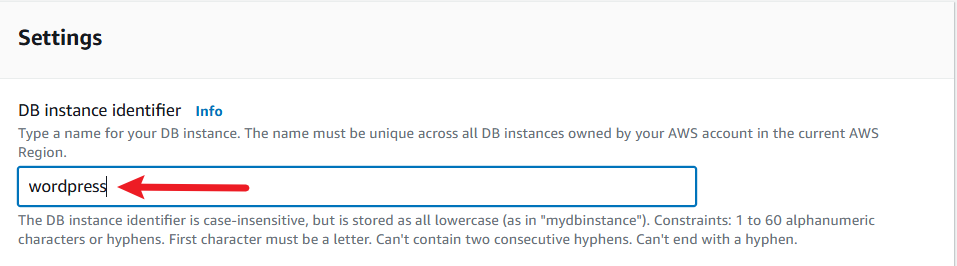 Settings
DB instance identifier Info
Type a name for your DB instance. The name must be unique across all DB instances owned by your AWS account in the current AWS
Region.
wordpress
The DB instance identifier is case-insensitive, but is stored as all lowercase (as in "mydbinstance"). Constraints: 1 to 60 alphanumeric
characters or hyphens. First character must be a letter. Can't contain two consecutive hyphens. Can't end with a hyphen.